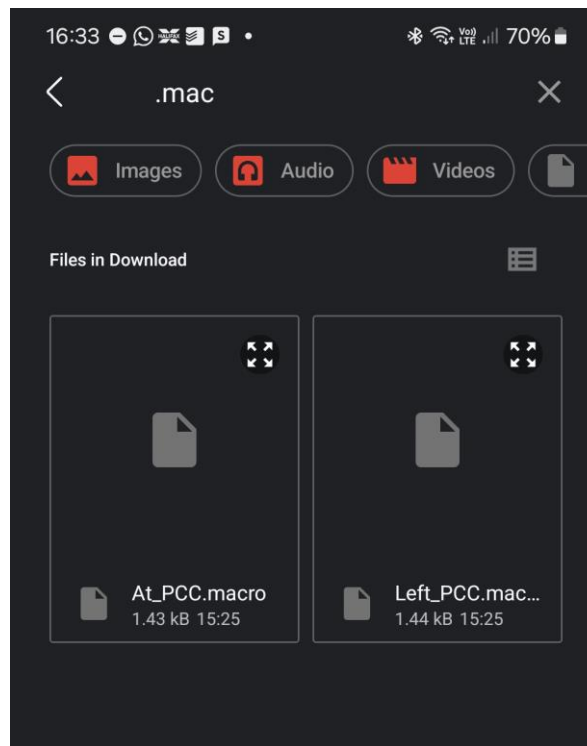 16:33 HALIFAX S 70%
.mac
Images Audio Videos
Files in Download
At_PCC.macro
1.43 kB 15:25
Left_PCC.mac...
1.44 kB 15:25